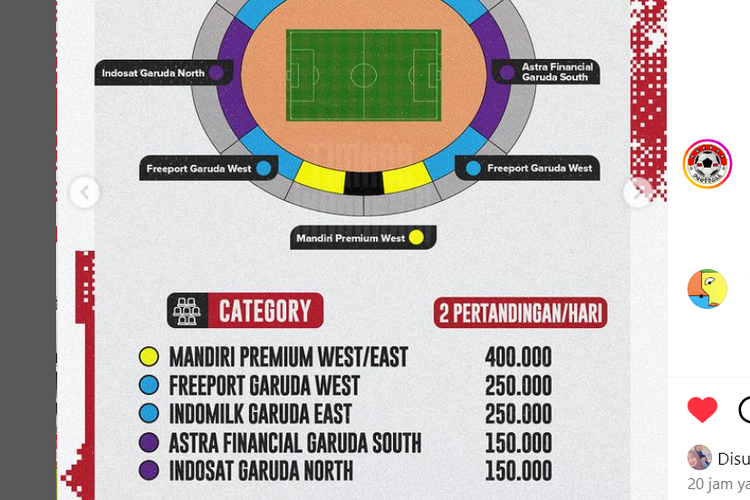 Indosat Garuda North
Astra Financial
Garuda South
Freeport Garuda West
Freeport Garuda West
Mandiri Premium West
CATEGORY
2 PERTANDINGAN/HARI
MANDIRI PREMIUM WEST/EAST 400.000
FREEPORT GARUDA WEST 250.000
INDOMILK GARUDA EAST 250.000
ASTRA FINANCIAL GARUDA SOUTH 150.000
INDOSAT GARUDA NORTH 150.000
Disu
20 jam ya